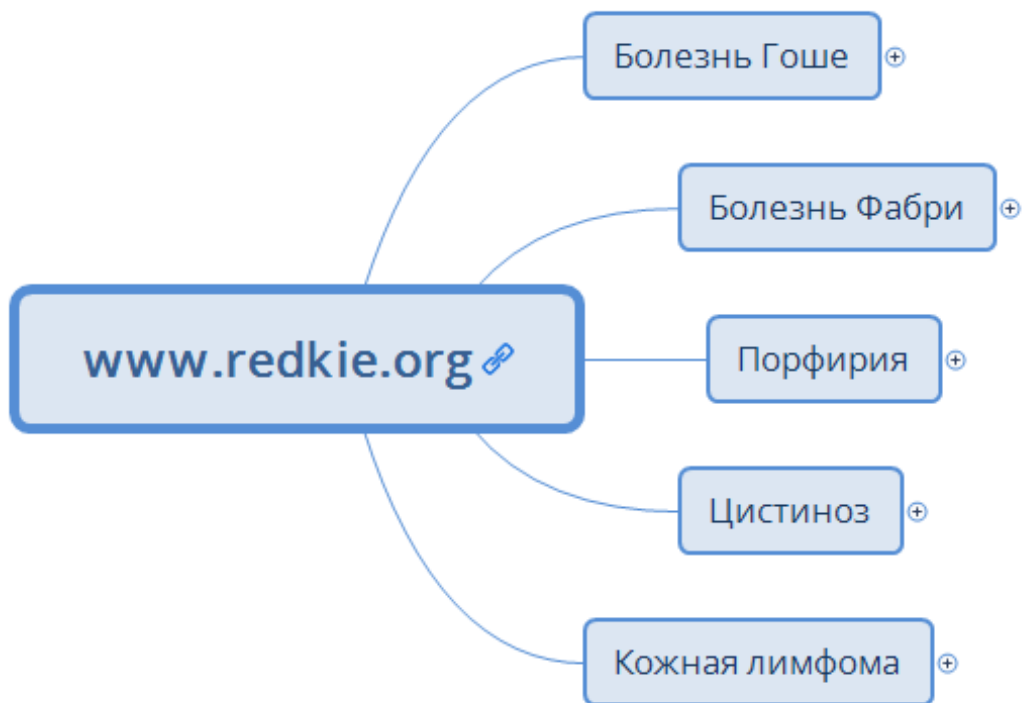 Болезнь Гоше
Болезнь Фабри
www.redkie.org
Порфирия
Цистиноз
Кожная лимфома